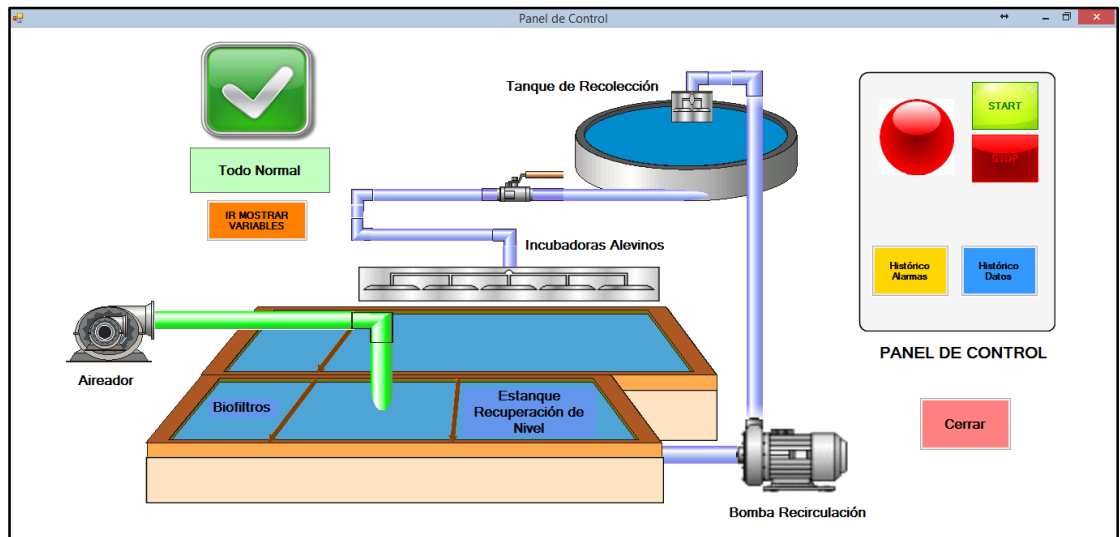 Panel de Control
Tanque de Recolección
START
STOP
Todo Normal
IR MOSTRAR
VARIABLES
Incubadoras Alevinos
Histórico
Alarmas
Histórico
Datos
PANEL DE CONTROL
Aireador
Biofiltros
Estanque
Recuperación de
Nivel
Cerrar
Bomba Recirculación